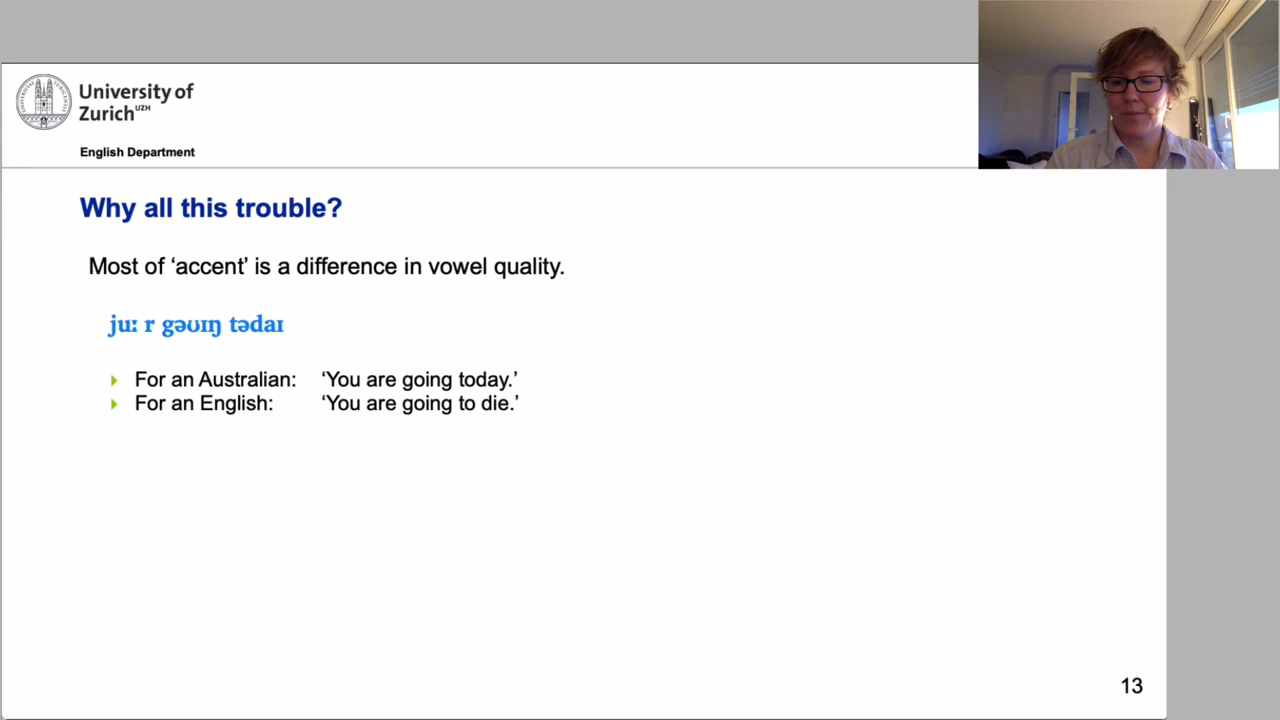 University of
Zurich UZH
English Department
Why all this trouble?
Most of ‘accent’ is a difference in vowel quality.
juː r gəʊɪŋ tədaɪ
For an Australian: ‘You are going today.’
For an English: ‘You are going to die.’
13